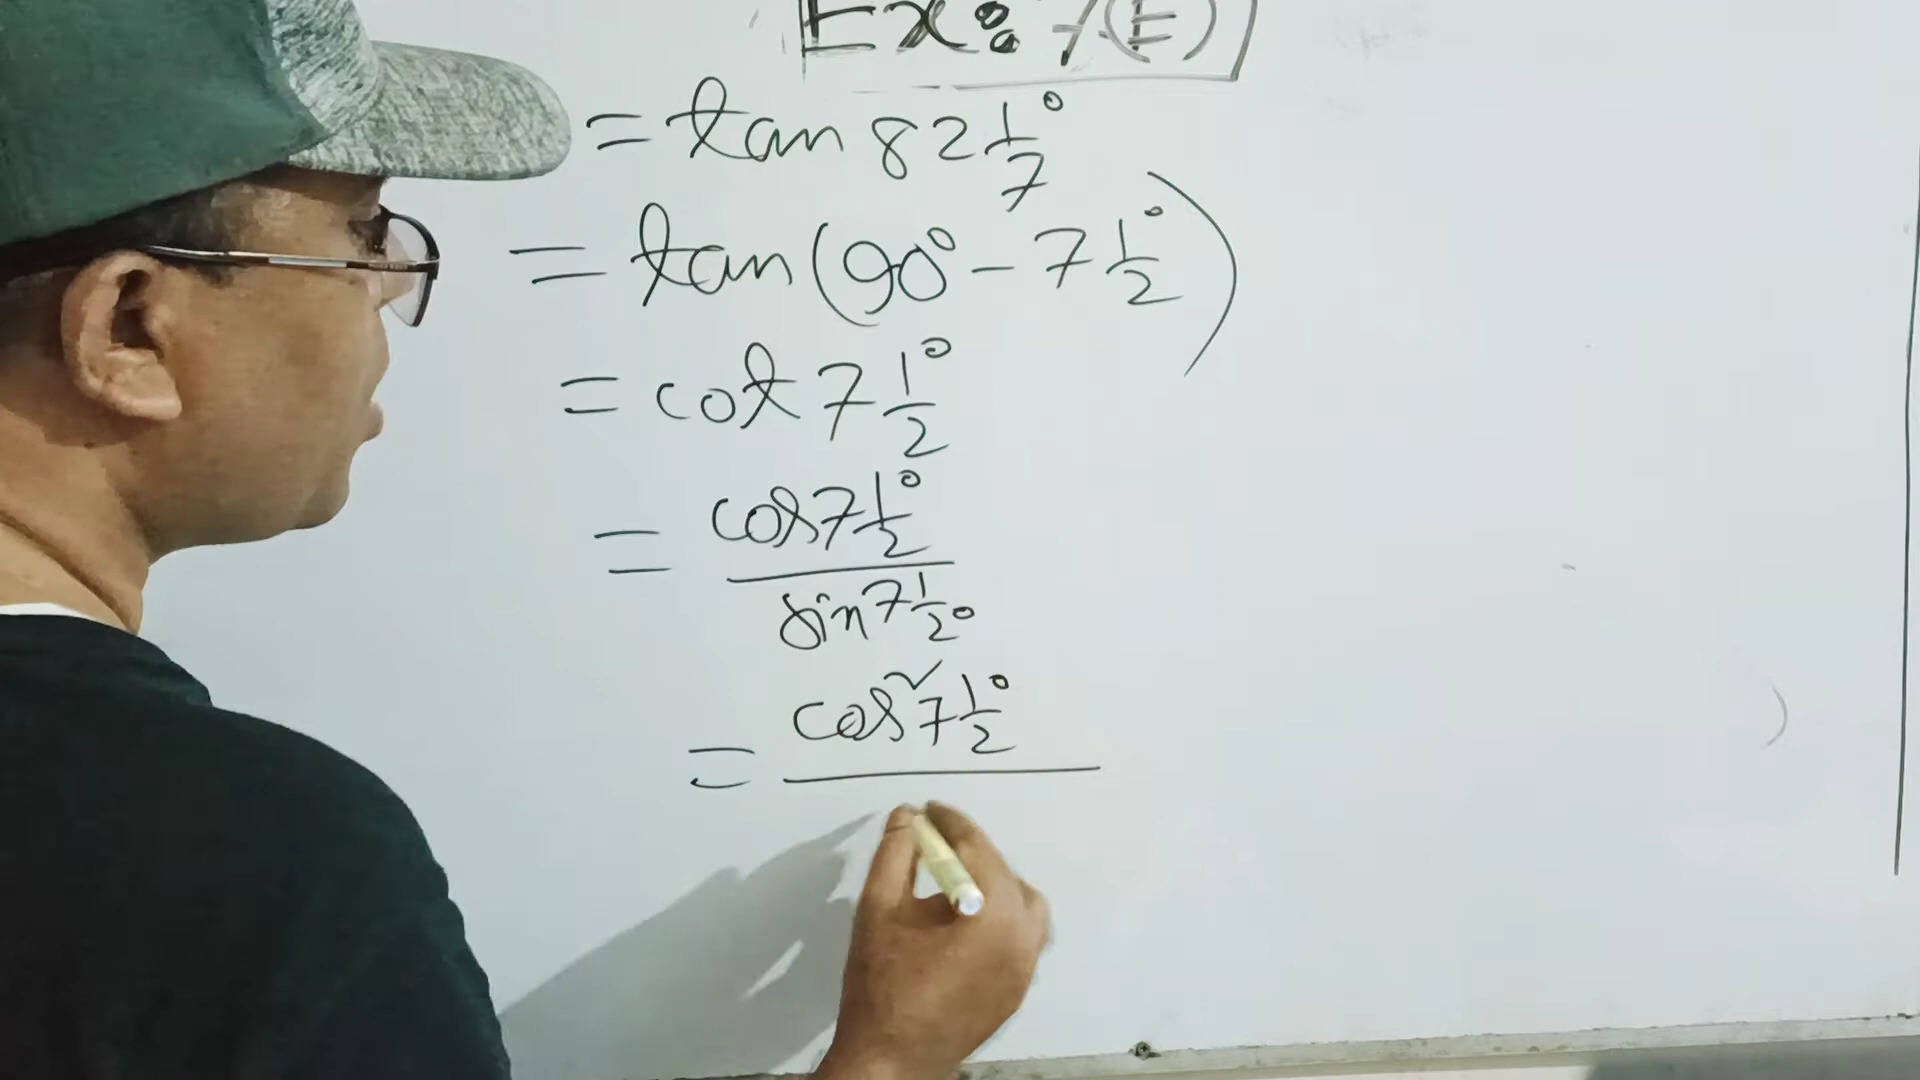 Ex: 7(E)
= tan 82 1/7°
= tan(90° - 7 1/2°)
= cot 7 1/2°
= cos 7 1/2° / sin 7 1/2°
= cos² 7 1/2° /
)